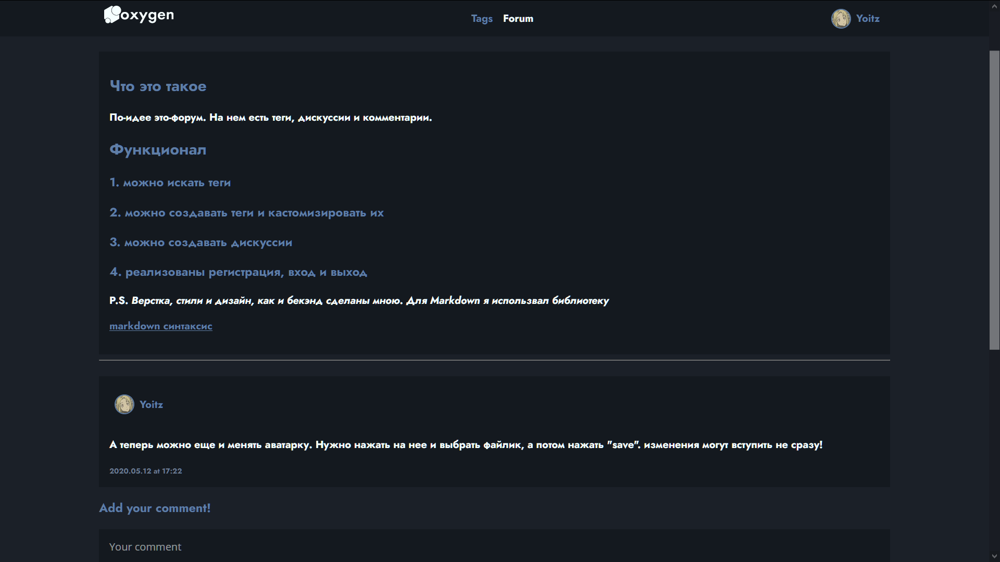 oxygen
Tags Forum
Yoitz
Что это такое
По-идее это-форум. На нем есть теги, дискуссии и комментарии.
Функционал
1. можно искать теги
2. можно создавать теги и кастомизировать их
3. можно создавать дискуссии
4. реализованы регистрация, вход и выход
P.S. Верстка, стили и дизайн, как и бекэнд сделаны мною. Для Markdown я использвал библиотеку
markdown синтаксис
Yoitz
А теперь можно еще и менять аватарку. Нужно нажать на нее и выбрать файлик, а потом нажать "save". изменения могут вступить не сразу!
2020.05.12 at 17:22
Add your comment!
Your comment